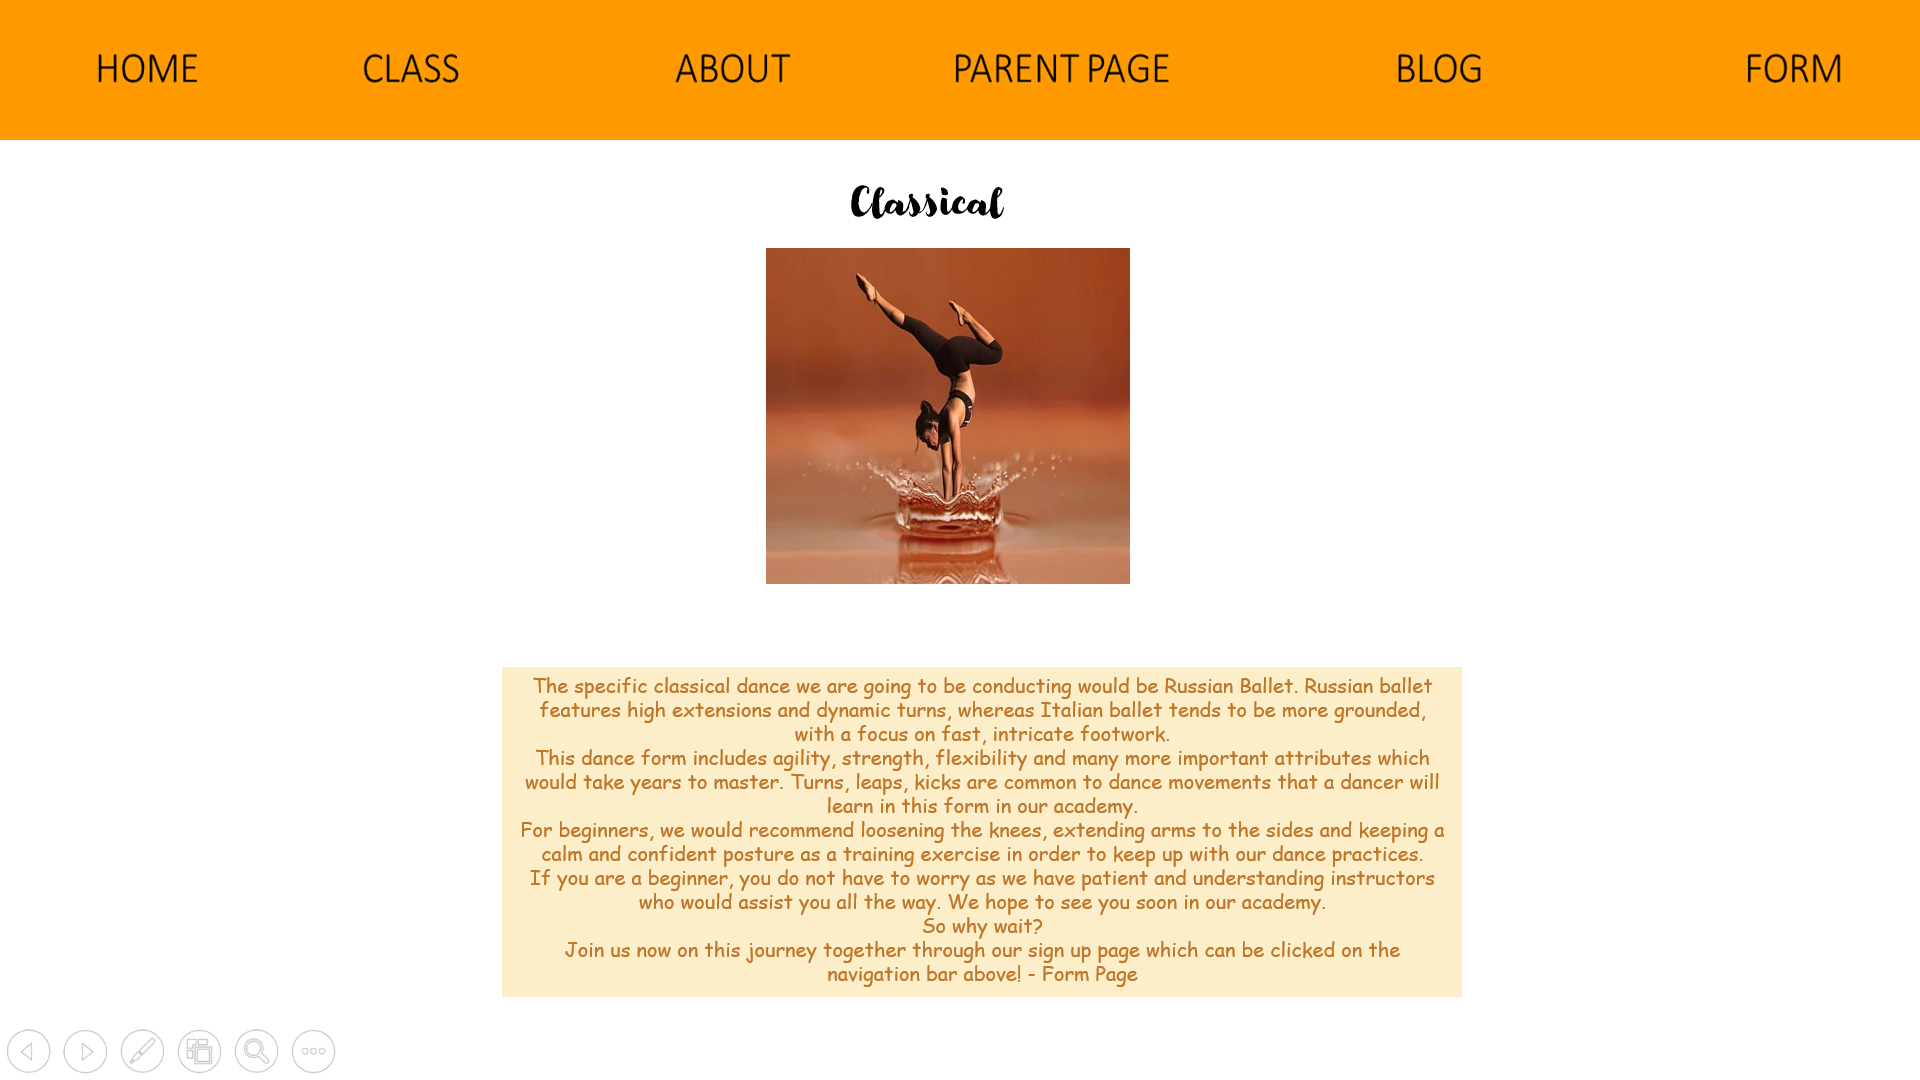 HOME CLASS ABOUT PARENT PAGE BLOG FORM
Classical
The specific classical dance we are going to be conducting would be Russian Ballet. Russian ballet
features high extensions and dynamic turns, whereas Italian ballet tends to be more grounded,
with a focus on fast, intricate footwork.
This dance form includes agility, strength, flexibility and many more important attributes which
would take years to master. Turns, leaps, kicks are common to dance movements that a dancer will
learn in this form in our academy.
For beginners, we would recommend loosening the knees, extending arms to the sides and keeping a
calm and confident posture as a training exercise in order to keep up with our dance practices.
If you are a beginner, you do not have to worry as we have patient and understanding instructors
who would assist you all the way. We hope to see you soon in our academy.
So why wait?
Join us now on this journey together through our sign up page which can be clicked on the
navigation bar above! - Form Page